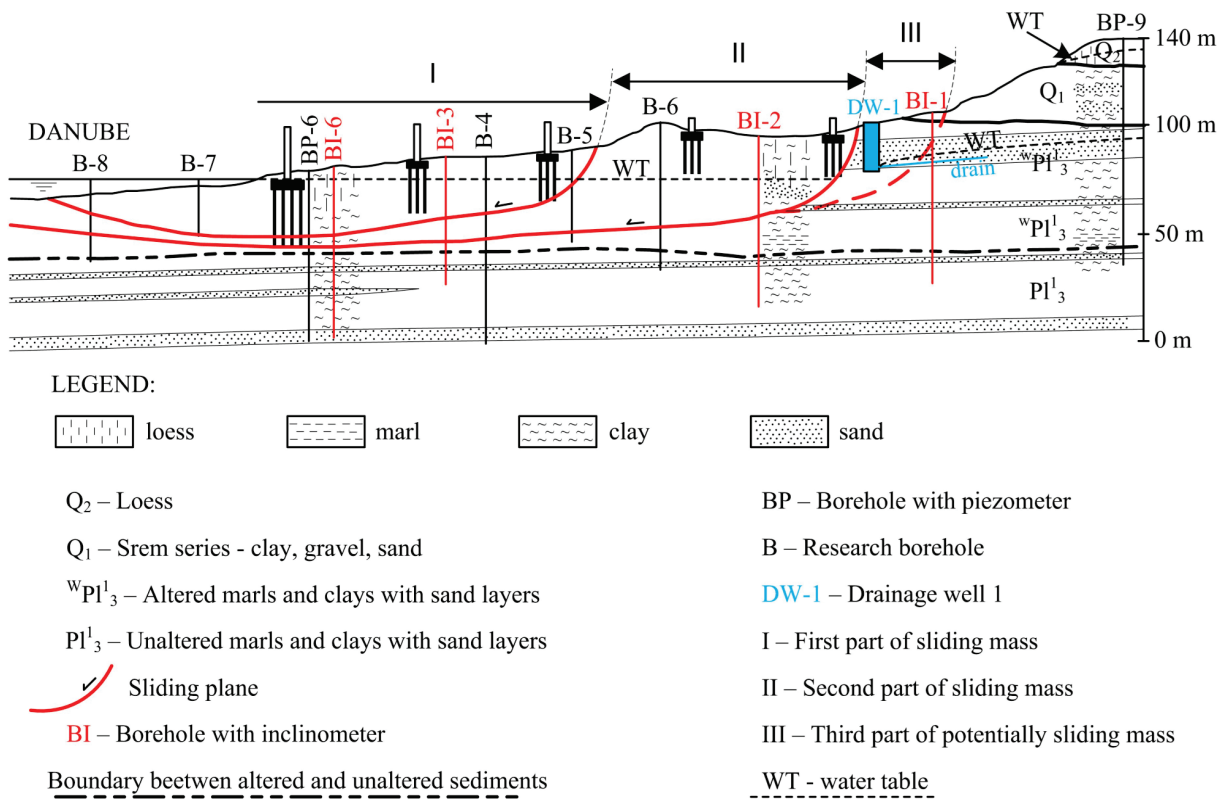 WT
BP-9
140 m
III
Q₂
II
I
Q₁
B-6
DW-1
BI-1
DANUBE
BP-6
BI-6
BI-3
B-4
B-5
BI-2
100 m
B-8
B-7
WT
WT
ᵂPl¹₃
drain
ᵂPl¹₃
50 m
Pl¹₃
0 m
LEGEND:
loess
marl
clay
sand
Q₂ – Loess
Q₁ – Srem series - clay, gravel, sand
ᵂPl¹₃ – Altered marls and clays with sand layers
Pl¹₃ – Unaltered marls and clays with sand layers
Sliding plane
BI – Borehole with inclinometer
Boundary beetwen altered and unaltered sediments
BP – Borehole with piezometer
B – Research borehole
DW-1 – Drainage well 1
I – First part of sliding mass
II – Second part of sliding mass
III – Third part of potentially sliding mass
WT - water table